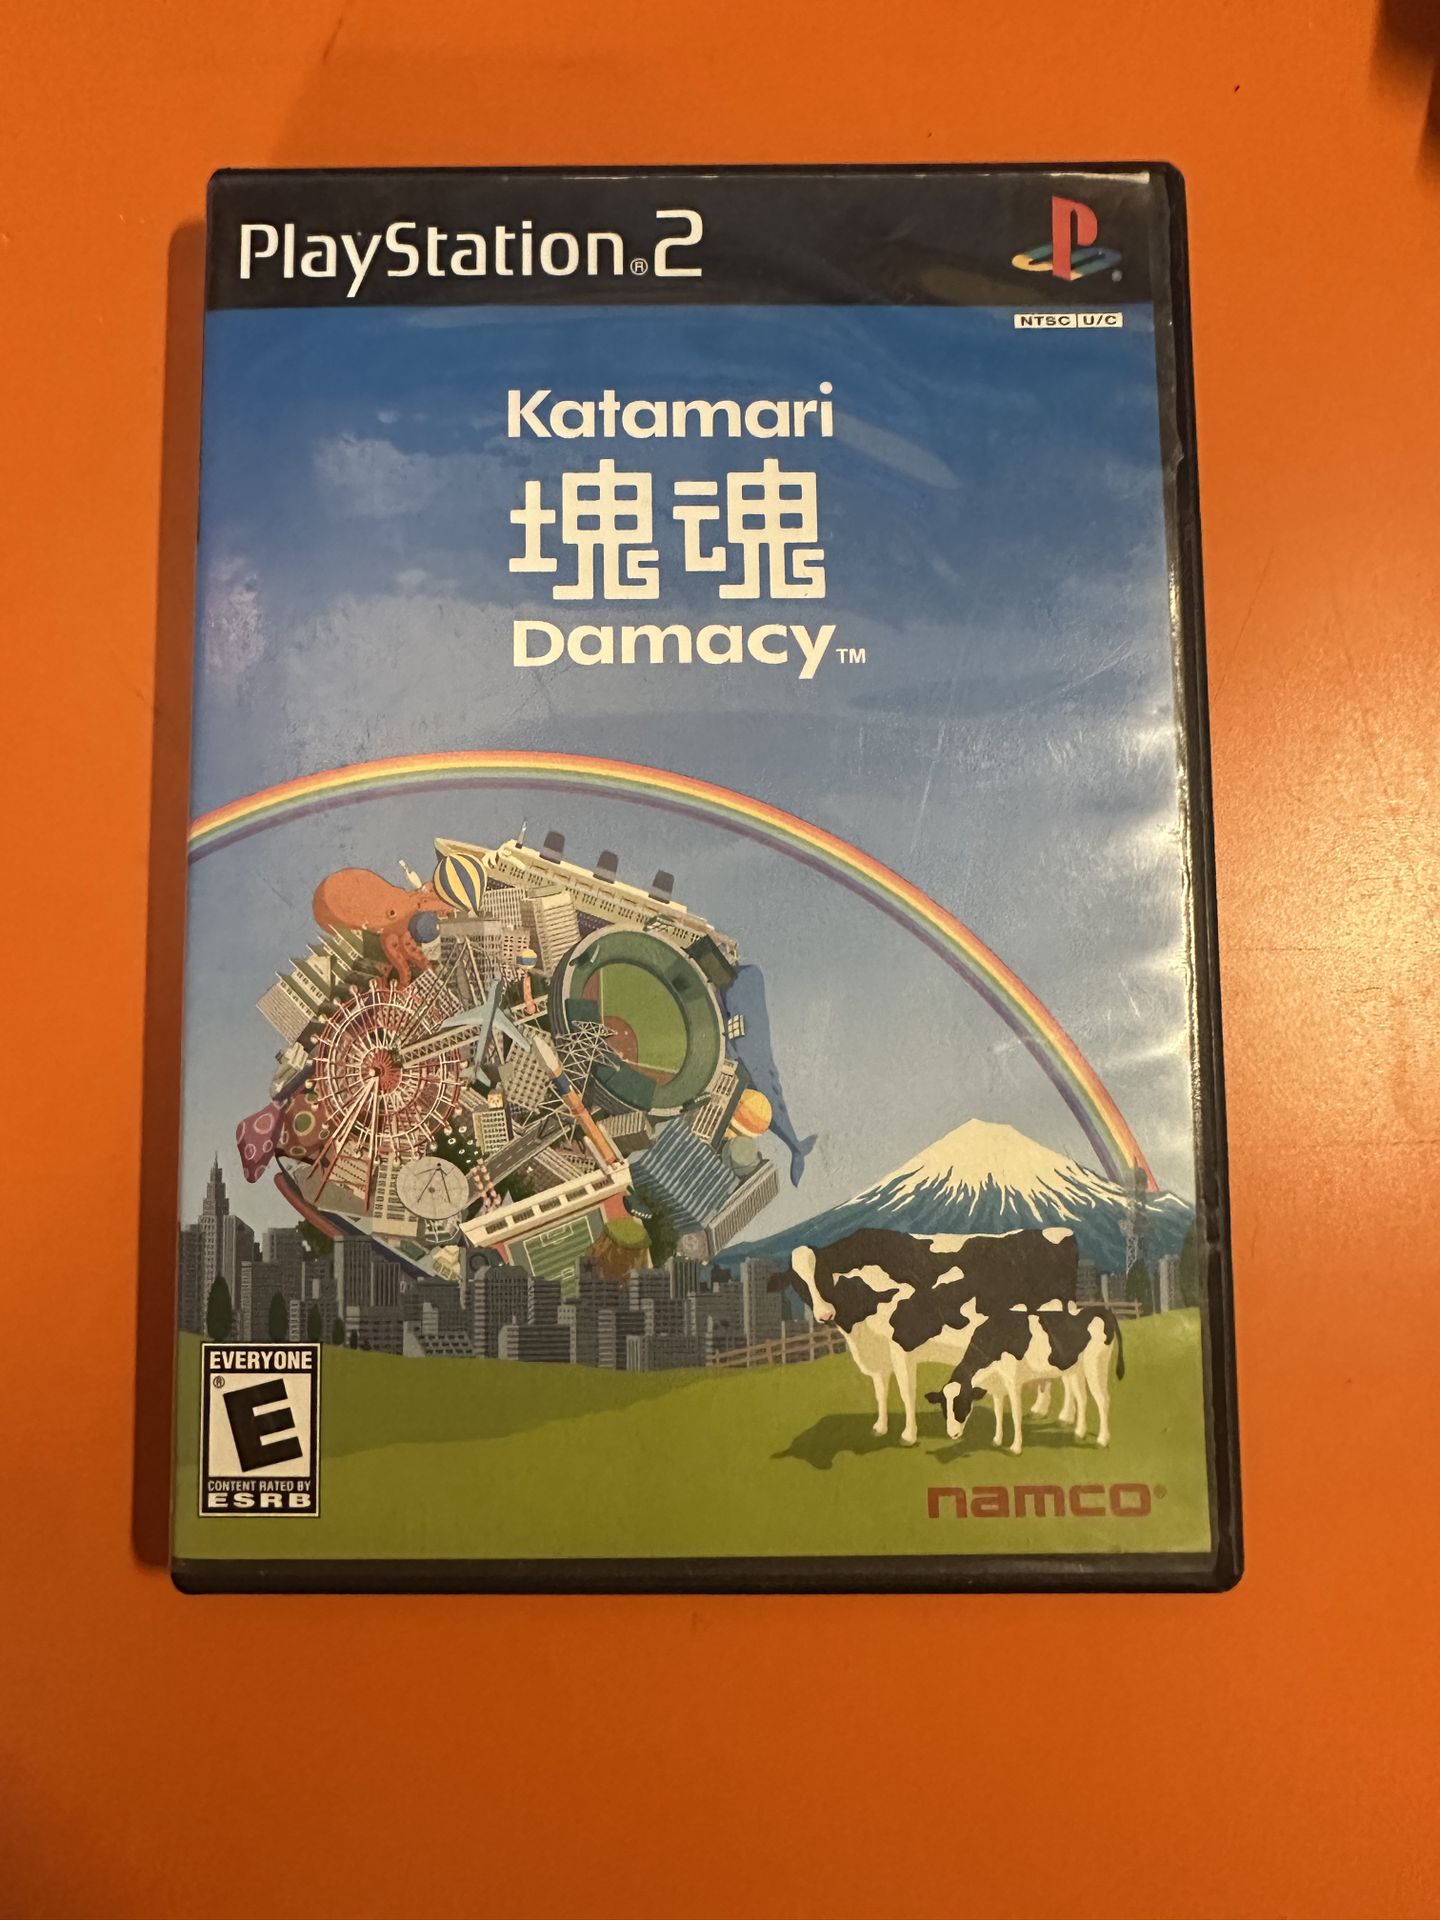 PlayStation®2
NTSC U/C
Katamari
塊魂
Damacy™
EVERYONE
®
E
CONTENT RATED BY
ESRB
namco®